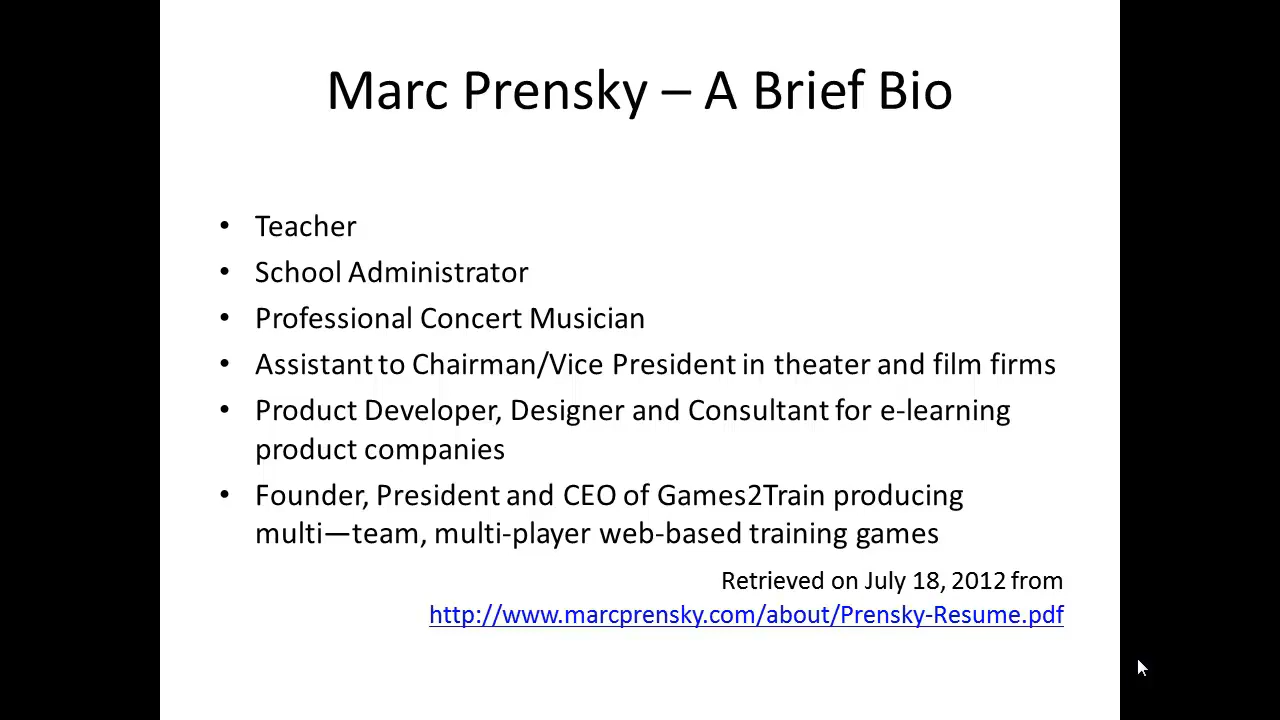 Marc Prensky – A Brief Bio
• Teacher
• School Administrator
• Professional Concert Musician
• Assistant to Chairman/Vice President in theater and film firms
• Product Developer, Designer and Consultant for e-learning
product companies
• Founder, President and CEO of Games2Train producing
multi—team, multi-player web-based training games
Retrieved on July 18, 2012 from
http://www.marcprensky.com/about/Prensky-Resume.pdf